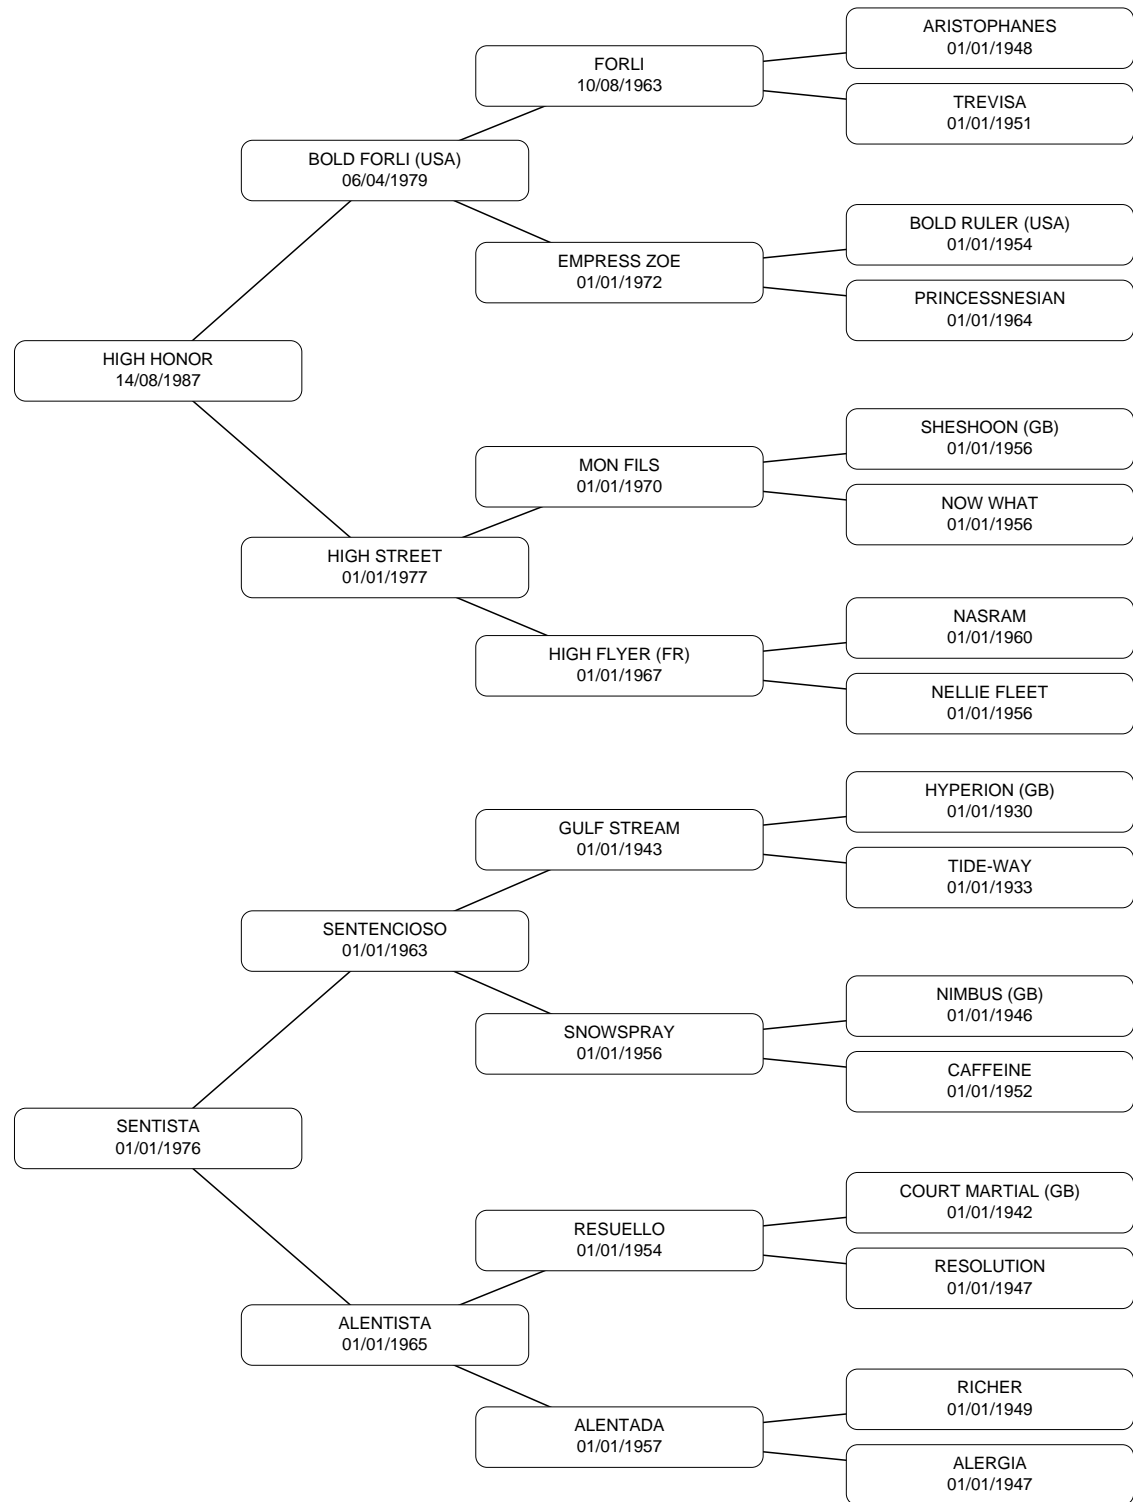 ARISTOPHANES
01/01/1948
FORLI
10/08/1963
TREVISA
01/01/1951
BOLD FORLI (USA)
06/04/1979
BOLD RULER (USA)
01/01/1954
EMPRESS ZOE
01/01/1972
PRINCESSNESIAN
01/01/1964
HIGH HONOR
14/08/1987
SHESHOON (GB)
01/01/1956
MON FILS
01/01/1970
NOW WHAT
01/01/1956
HIGH STREET
01/01/1977
NASRAM
01/01/1960
HIGH FLYER (FR)
01/01/1967
NELLIE FLEET
01/01/1956
HYPERION (GB)
01/01/1930
GULF STREAM
01/01/1943
TIDE-WAY
01/01/1933
SENTENCIOSO
01/01/1963
NIMBUS (GB)
01/01/1946
SNOWSPRAY
01/01/1956
CAFFEINE
01/01/1952
SENTISTA
01/01/1976
COURT MARTIAL (GB)
01/01/1942
RESUELLO
01/01/1954
RESOLUTION
01/01/1947
ALENTISTA
01/01/1965
RICHER
01/01/1949
ALENTADA
01/01/1957
ALERGIA
01/01/1947